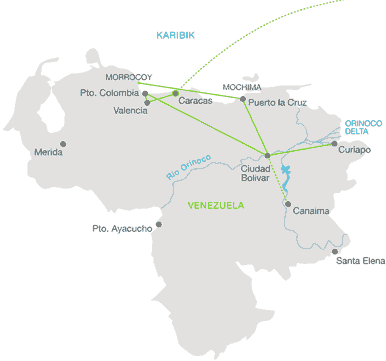 KARIBIK
MORROCOY
MOCHIMA
Pto. Colombia
Caracas
Puerto la Cruz
Valencia
ORINOCO
DELTA
Merida
Curiapo
Rio Orinoco
Ciudad
Bolivar
VENEZUELA
Canaima
Pto. Ayacucho
Santa Elena